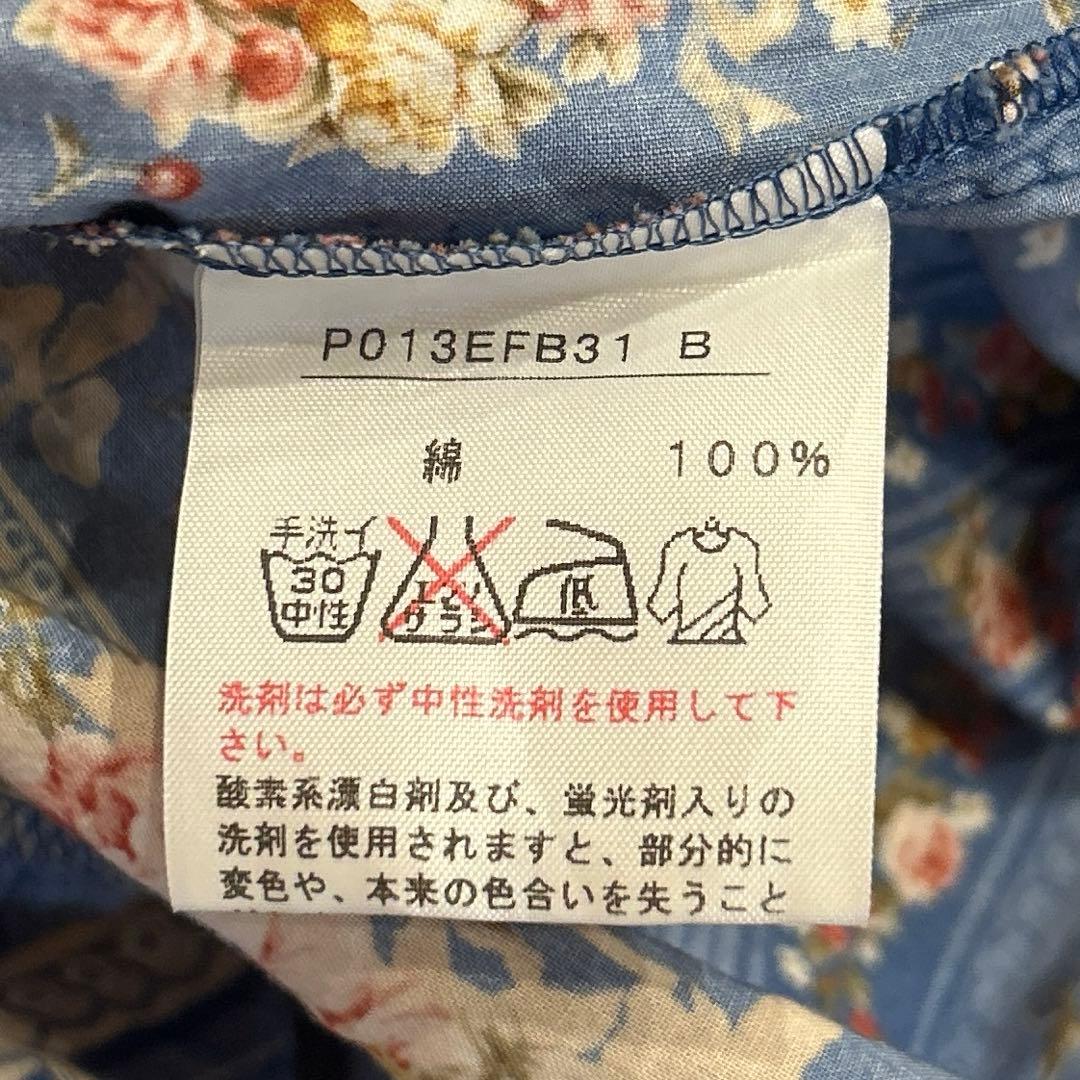 P013EFB31 B
綿 100%
手洗イ
30
中性
エンソ
サラシ
低
洗剤は必ず中性洗剤を使用して下
さい。
酸素系漂白剤及び、蛍光剤入りの
洗剤を使用されますと、部分的に
変色や、本来の色合いを失うこと